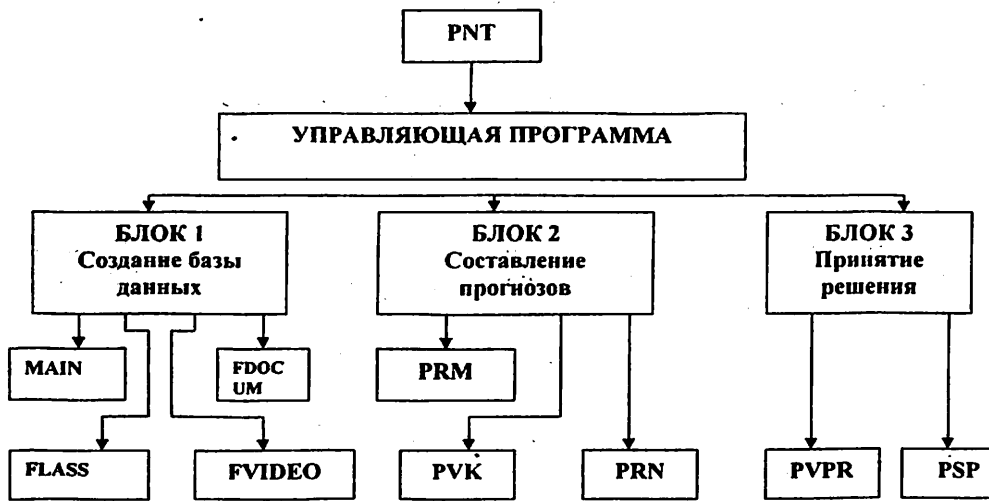 PNT
УПРАВЛЯЮЩАЯ ПРОГРАММА
БЛОК 1
Создание базы
данных
БЛОК 2
Составление
прогнозов
БЛОК 3
Принятие
решения
MAIN
FDOC
UM
PRM
FLASS
FVIDEO
PVK
PRN
PVPR
PSP